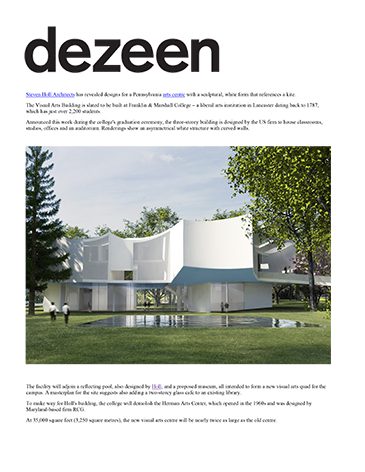 dezeen
Steven Holl Architects has revealed designs for a Pennsylvania arts centre with a sculptural, white form that references a kite.
The Visual Arts Building is slated to be built at Franklin & Marshall College – a liberal arts institution in Lancaster dating back to 1787,
which has just over 2,200 students.
Announced this week during the college's graduation ceremony, the three-storey building is designed by the US firm to house classrooms,
studios, offices and an auditorium. Renderings show an asymmetrical white structure with curved walls.
The facility will adjoin a reflecting pool, also designed by Holl, and a proposed museum, all intended to form a new visual arts quad for the
campus. A masterplan for the site suggests also adding a two-storey glass cafe to an existing library.
To make way for Holl's building, the college will demolish the Herman Arts Center, which opened in the 1960s and was designed by
Maryland-based firm RCG.
At 35,000 square feet (3,250 square metres), the new visual arts centre will be nearly twice as large as the old centre.